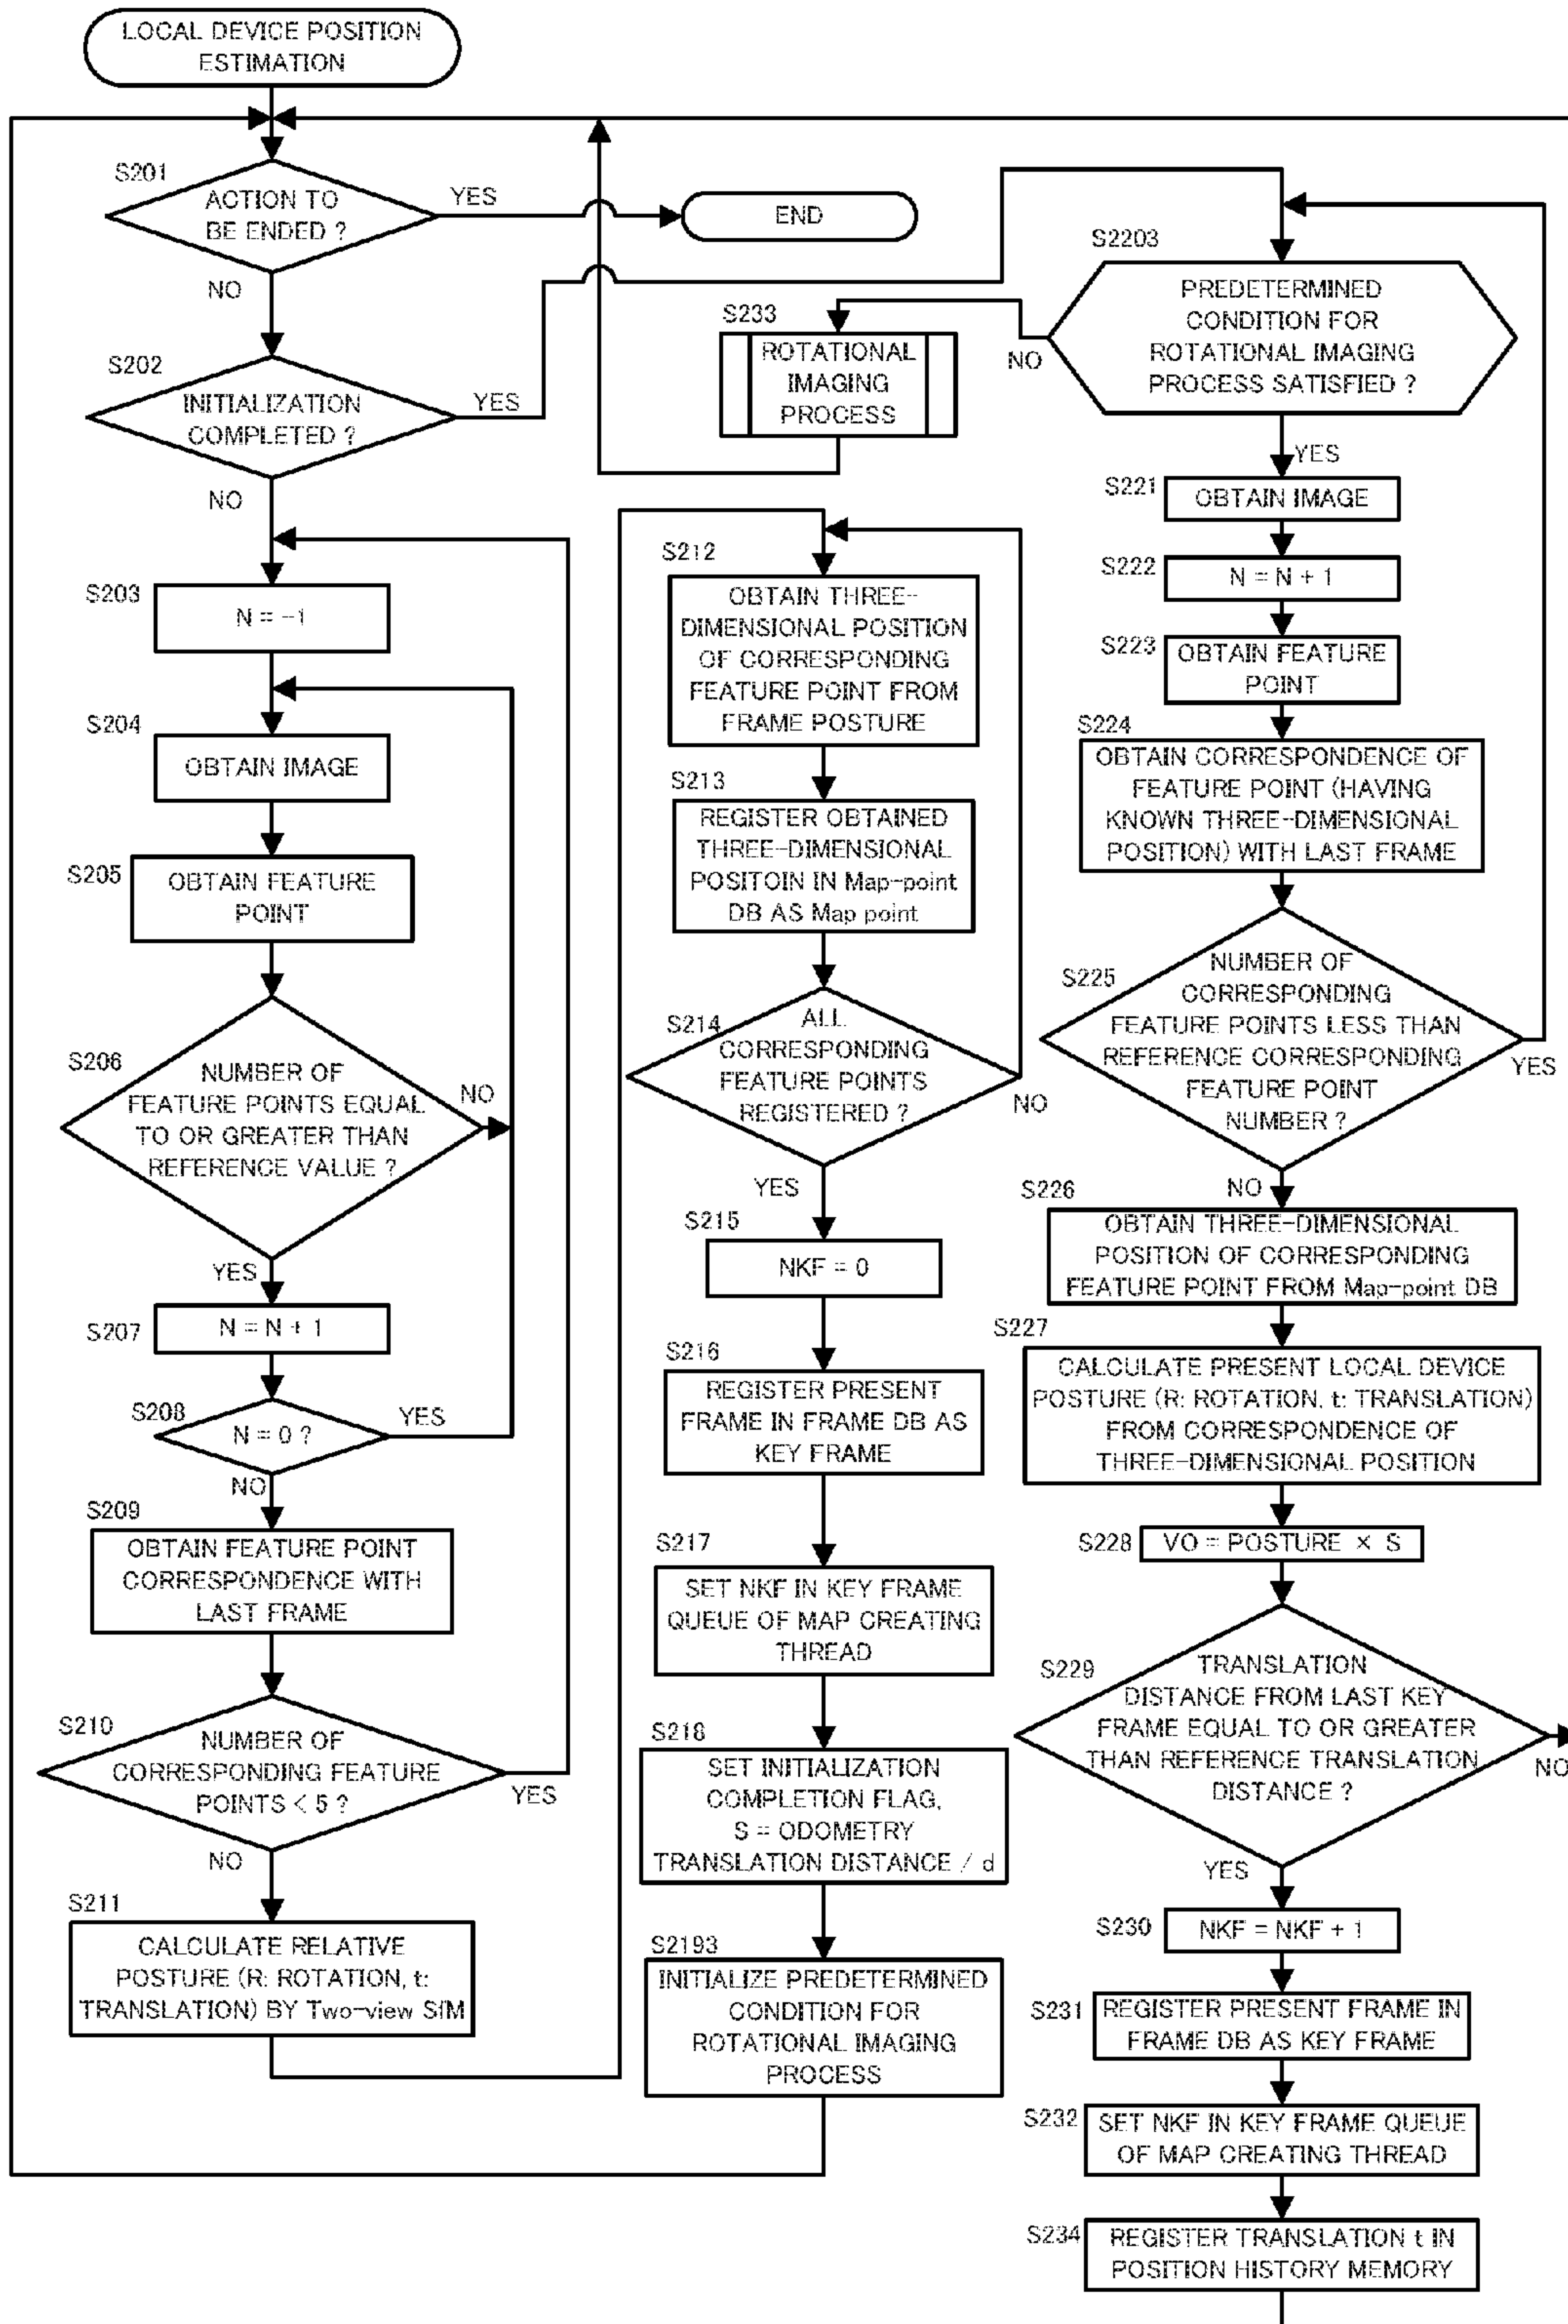 LOCAL DEVICE POSITION
ESTIMATION
S201
ACTION TO
BE ENDED ?
YES
END
NO
S202
INITIALIZATION
COMPLETED ?
YES
NO
S203
N = -1
S204
OBTAIN IMAGE
S205
OBTAIN FEATURE
POINT
S206
NUMBER OF
FEATURE POINTS EQUAL
TO OR GREATER THAN
REFERENCE VALUE ?
NO
YES
S207
N = N + 1
S208
N = 0 ?
YES
NO
S209
OBTAIN FEATURE POINT
CORRESPONDENCE WITH
LAST FRAME
S210
NUMBER OF
CORRESPONDING FEATURE
POINTS < 5 ?
YES
NO
S211
CALCULATE RELATIVE
POSTURE (R: ROTATION, t:
TRANSLATION) BY Two-view SfM
S233
ROTATIONAL
IMAGING
PROCESS
S212
OBTAIN THREE-
DIMENSIONAL POSITION
OF CORRESPONDING
FEATURE POINT FROM
FRAME POSTURE
S213
REGISTER OBTAINED
THREE-DIMENSIONAL
POSITOIN IN Map-point
DB AS Map point
S214
ALL
CORRESPONDING
FEATURE POINTS
REGISTERED ?
NO
YES
S215
NKF = 0
S216
REGISTER PRESENT
FRAME IN FRAME DB AS
KEY FRAME
S217
SET NKF IN KEY FRAME
QUEUE OF MAP CREATING
THREAD
S218
SET INITIALIZATION
COMPLETION FLAG,
S = ODOMETRY
TRANSLATION DISTANCE / d
S2193
INITIALIZE PREDETERMINED
CONDITION FOR
ROTATIONAL IMAGING
PROCESS
S2203
PREDETERMINED
CONDITION FOR
ROTATIONAL IMAGING
PROCESS SATISFIED ?
NO
YES
S221
OBTAIN IMAGE
S222
N = N + 1
S223
OBTAIN FEATURE
POINT
S224
OBTAIN CORRESPONDENCE OF
FEATURE POINT (HAVING
KNOWN THREE-DIMENSIONAL
POSITION) WITH LAST FRAME
S225
NUMBER OF
CORRESPONDING
FEATURE POINTS LESS THAN
REFERENCE CORRESPONDING
FEATURE POINT
NUMBER ?
YES
NO
S226
OBTAIN THREE-DIMENSIONAL
POSITION OF CORRESPONDING
FEATURE POINT FROM Map-point DB
S227
CALCULATE PRESENT LOCAL DEVICE
POSTURE (R: ROTATION, t: TRANSLATION)
FROM CORRESPONDENCE OF
THREE-DIMENSIONAL POSITION
S228
VO = POSTURE × S
S229
TRANSLATION
DISTANCE FROM LAST KEY
FRAME EQUAL TO OR GREATER
THAN REFERENCE TRANSLATION
DISTANCE ?
NO
YES
S230
NKF = NKF + 1
S231
REGISTER PRESENT FRAME IN
FRAME DB AS KEY FRAME
S232
SET NKF IN KEY FRAME QUEUE
OF MAP CREATING THREAD
S234
REGISTER TRANSLATION t IN
POSITION HISTORY MEMORY